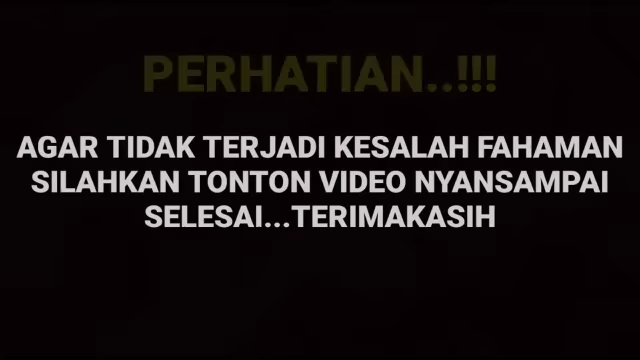 PERHATIAN..!!!
AGAR TIDAK TERJADI KESALAH FAHAMAN
SILAHKAN TONTON VIDEO NYANSAMPAI
SELESAI...TERIMAKASIH